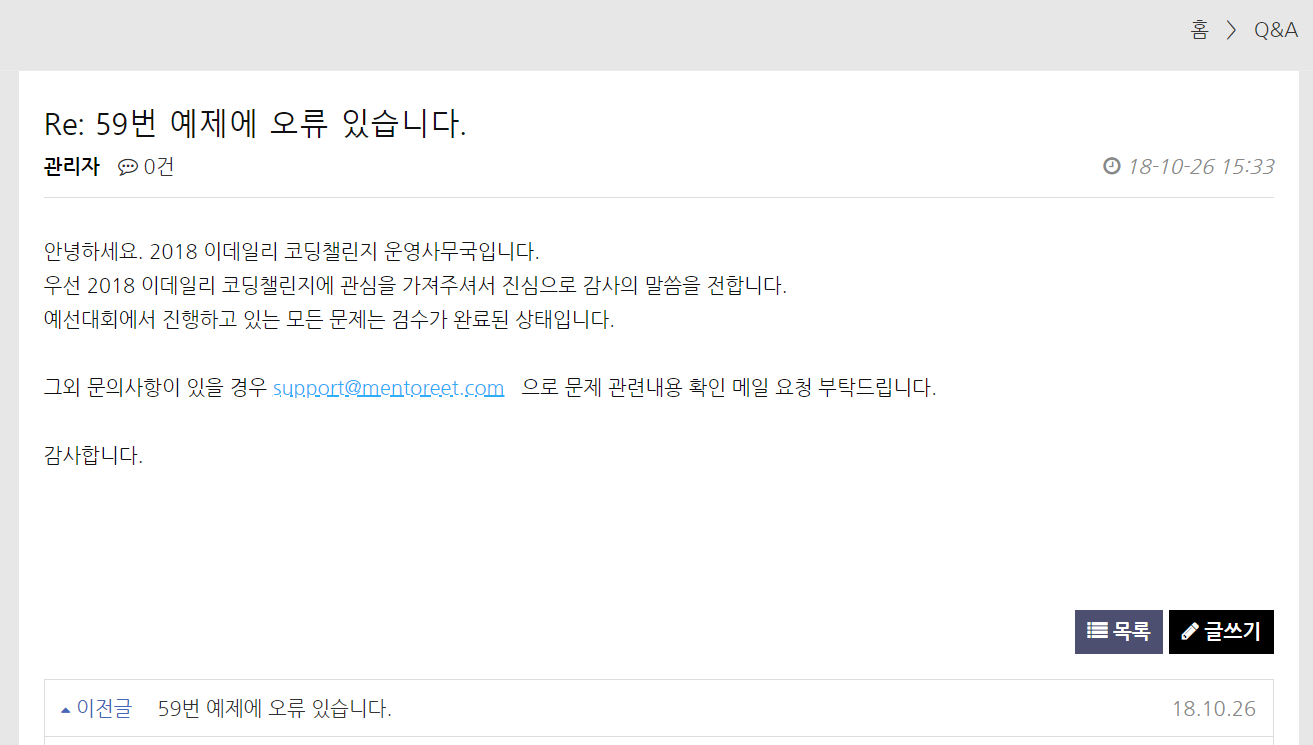 홈 > Q&A
Re: 59번 예제에 오류 있습니다.
관리자 0건 18-10-26 15:33
안녕하세요. 2018 이데일리 코딩챌린지 운영사무국입니다.
우선 2018 이데일리 코딩챌린지에 관심을 가져주셔서 진심으로 감사의 말씀을 전합니다.
예선대회에서 진행하고 있는 모든 문제는 검수가 완료된 상태입니다.
그외 문의사항이 있을 경우 support@mentoreet.com 으로 문제 관련내용 확인 메일 요청 부탁드립니다.
감사합니다.
목록 글쓰기
이전글 59번 예제에 오류 있습니다. 18.10.26